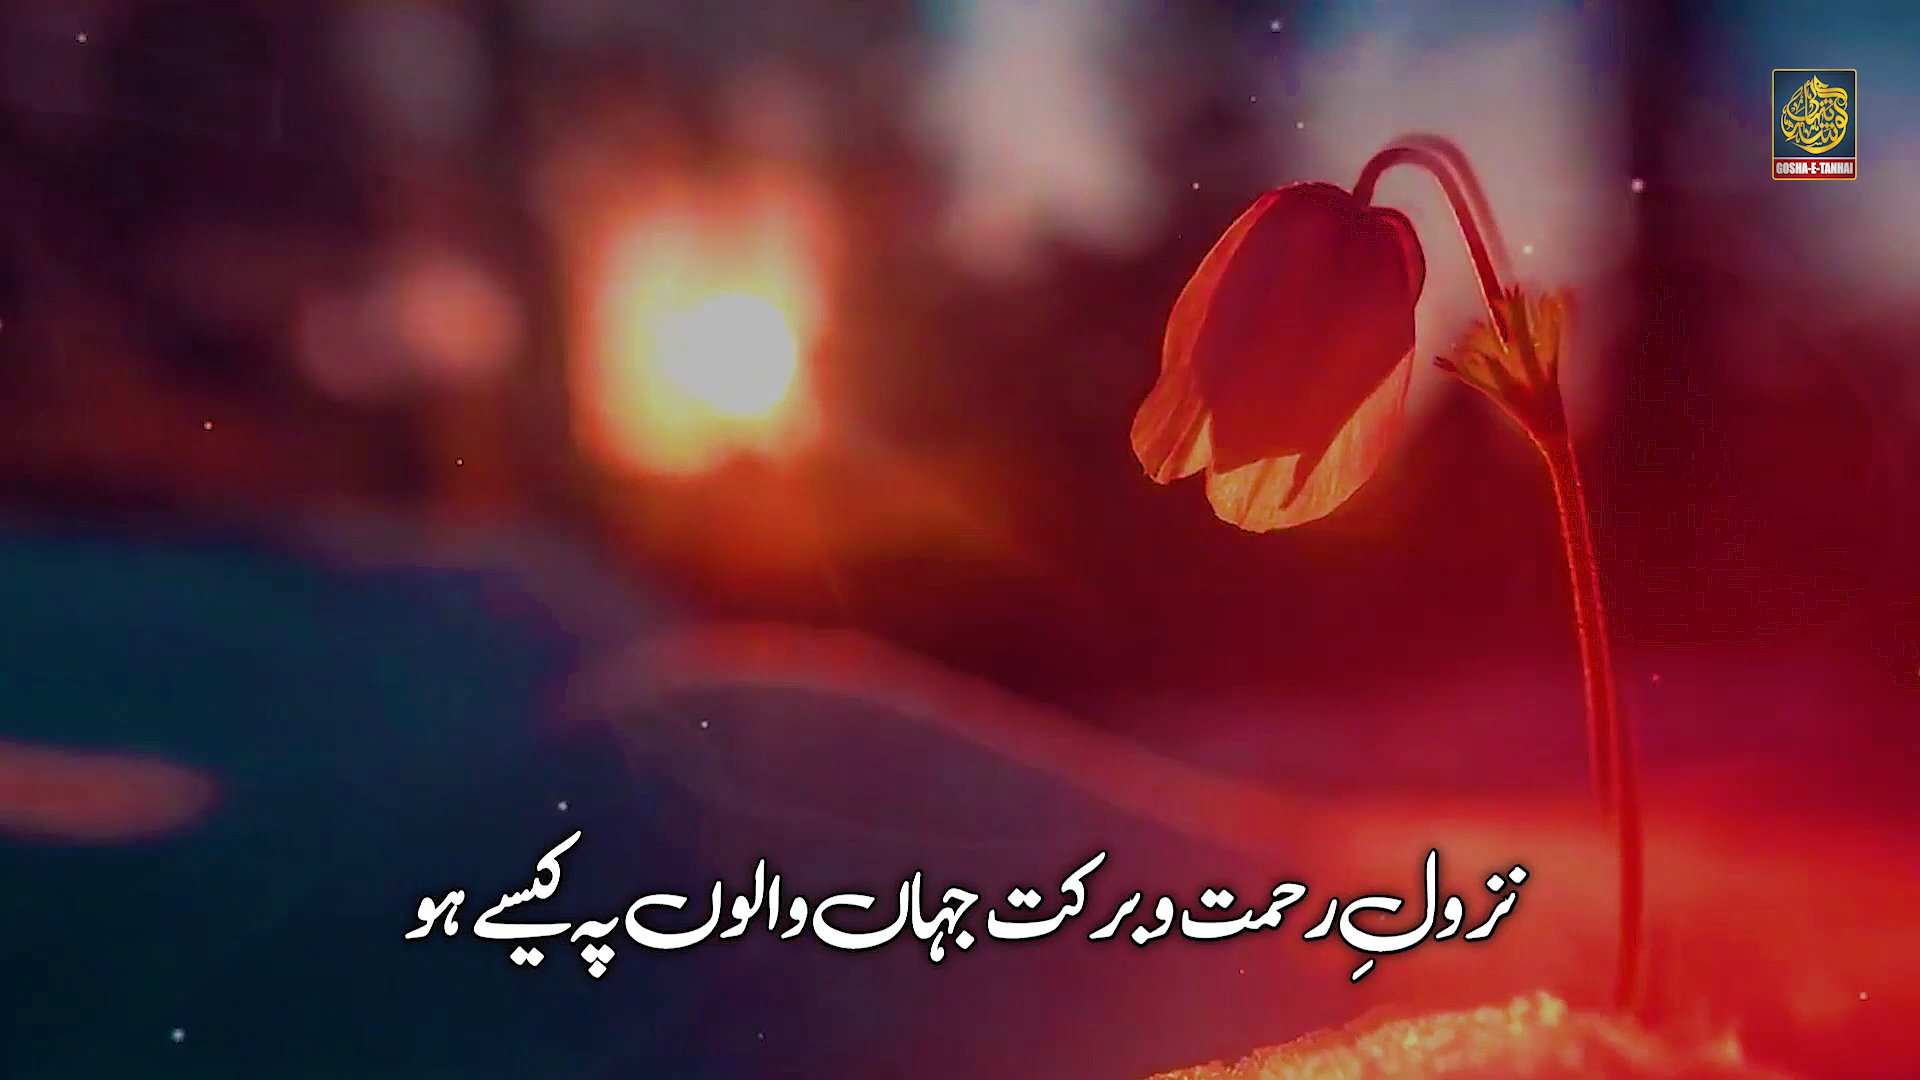 GOSHA-E-TANHAI
نزولِ رحمت و برکت جہاں والوں پہ کیسے ہو